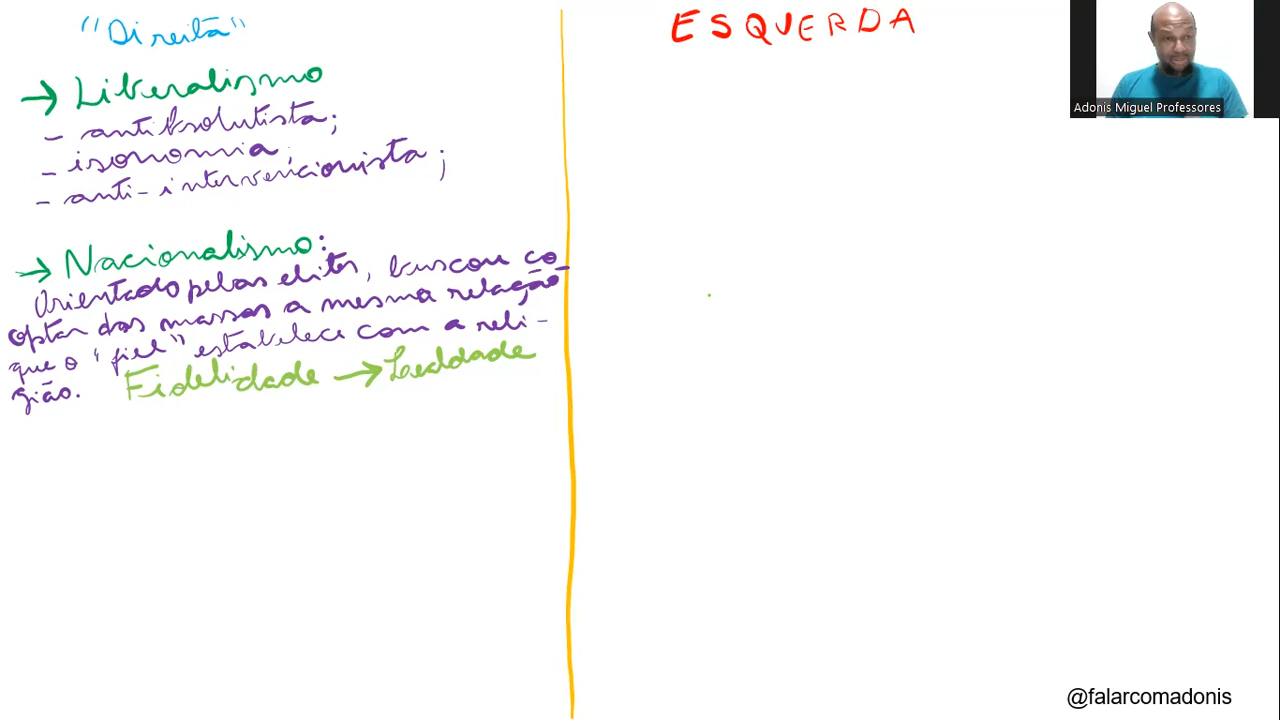 "Direita"
→ Liberalismo
- antibsolutista;
- isonomia;
- anti-intervencionista;
→ Nacionalismo:
Orientado pelas elites, buscou co-
optar das massas a mesma relação
que o "fiel" estabelece com a reli-
gião. Fidelidade → Lealdade
ESQUERDA
Adonis Miguel Professores
@falarcomadonis